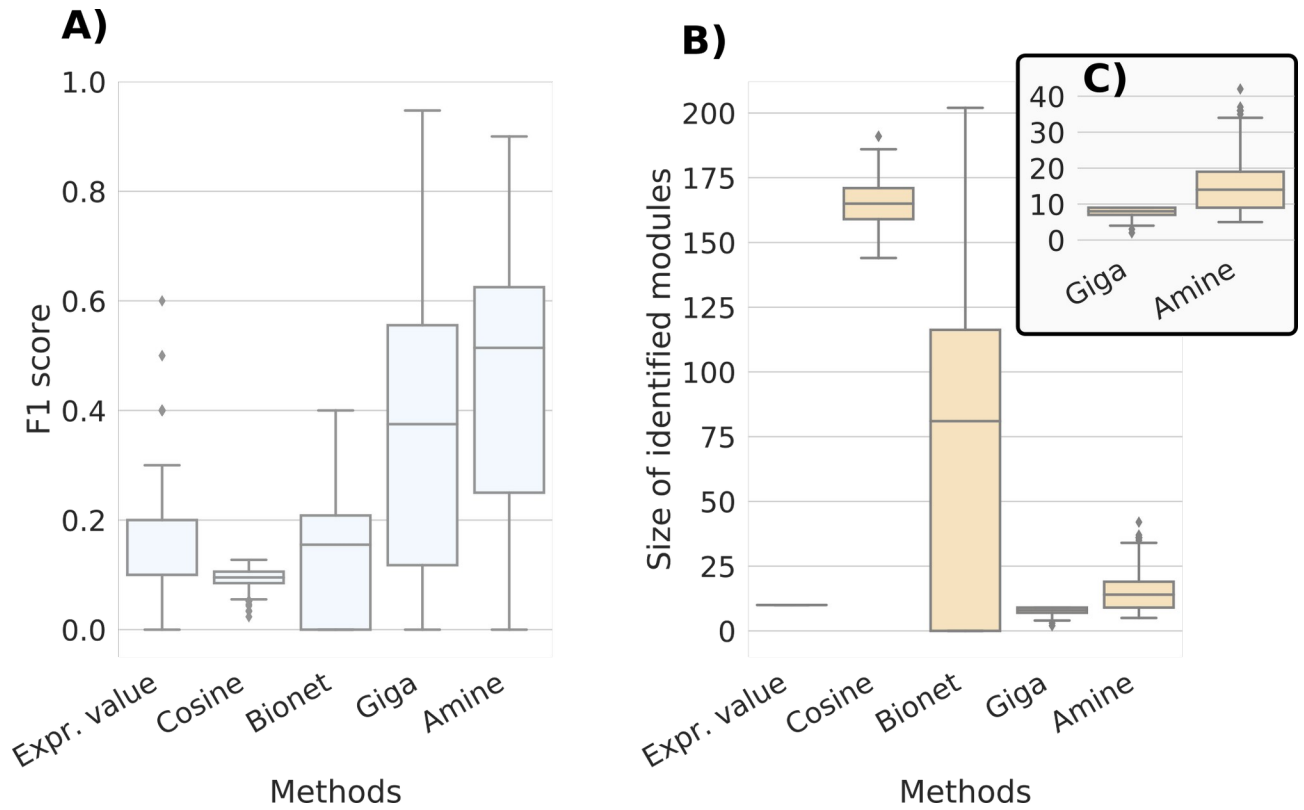 A)
F1 score
1.0
0.8
0.6
0.4
0.2
0.0
Expr. value
Cosine
Bionet
Giga
Amine
Methods
B)
Size of identified modules
200
175
150
125
100
75
50
25
0
Expr. value
Cosine
Bionet
Giga
Amine
Methods
C)
40
30
20
10
0
Giga
Amine